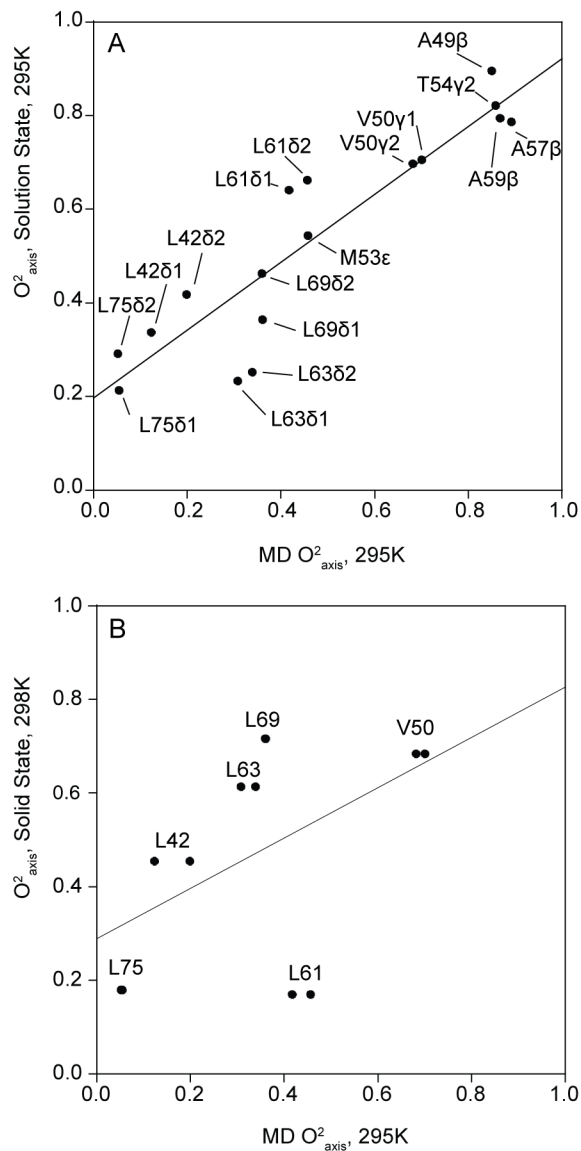 A
1.0
0.8
0.6
0.4
0.2
0.0
O²axis, Solution State, 295K
A49β
T54γ2
V50γ1
V50γ2
A57β
A59β
L61δ2
L61δ1
M53ε
L42δ2
L69δ2
L42δ1
L75δ2
L69δ1
L63δ2
L63δ1
L75δ1
0.0 0.2 0.4 0.6 0.8 1.0
MD O²axis, 295K
B
1.0
0.8
0.6
0.4
0.2
0.0
O²axis, Solid State, 298K
L69
V50
L63
L42
L75
L61
0.0 0.2 0.4 0.6 0.8 1.0
MD O²axis, 295K